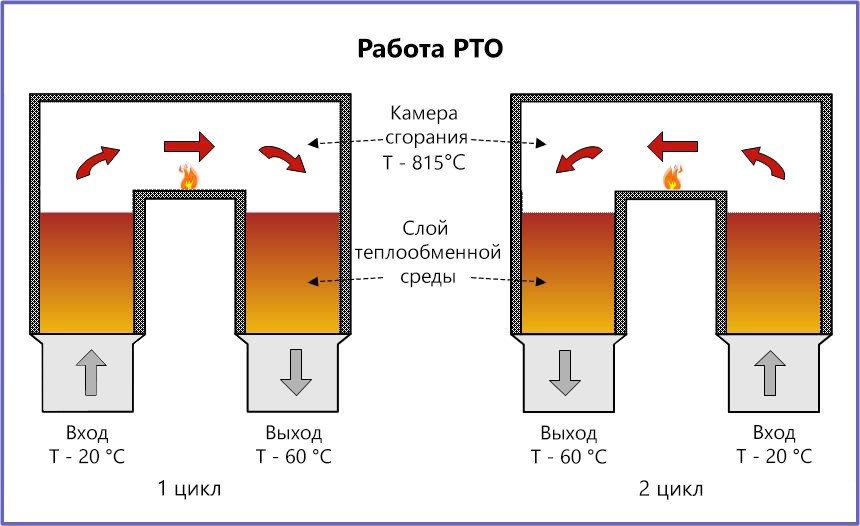 Работа РТО
Камера
сгорания
Т - 815°С
Слой
теплообменной
среды
Вход
Т - 20 °С
Выход
Т - 60 °С
1 цикл
Выход
Т - 60 °С
Вход
Т - 20 °С
2 цикл